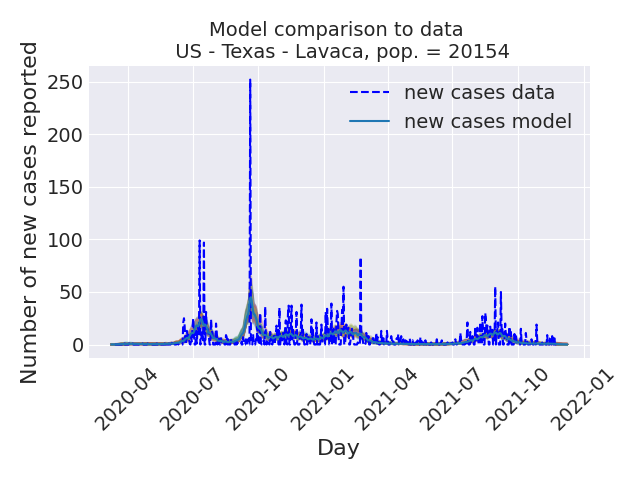 Model comparison to data
US - Texas - Lavaca, pop. = 20154
Number of new cases reported
250
200
150
100
50
0
new cases data
new cases model
2020-04
2020-07
2020-10
2021-01
2021-04
2021-07
2021-10
2022-01
Day